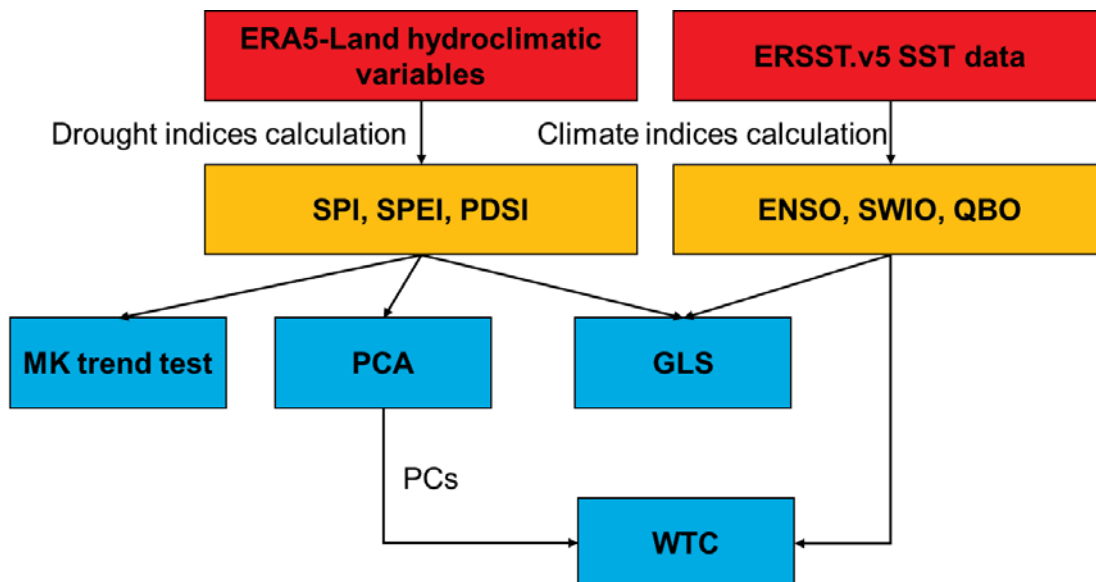 ERA5-Land hydroclimatic
variables
ERSST.v5 SST data
Drought indices calculation
Climate indices calculation
SPI, SPEI, PDSI
ENSO, SWIO, QBO
MK trend test
PCA
GLS
PCs
WTC